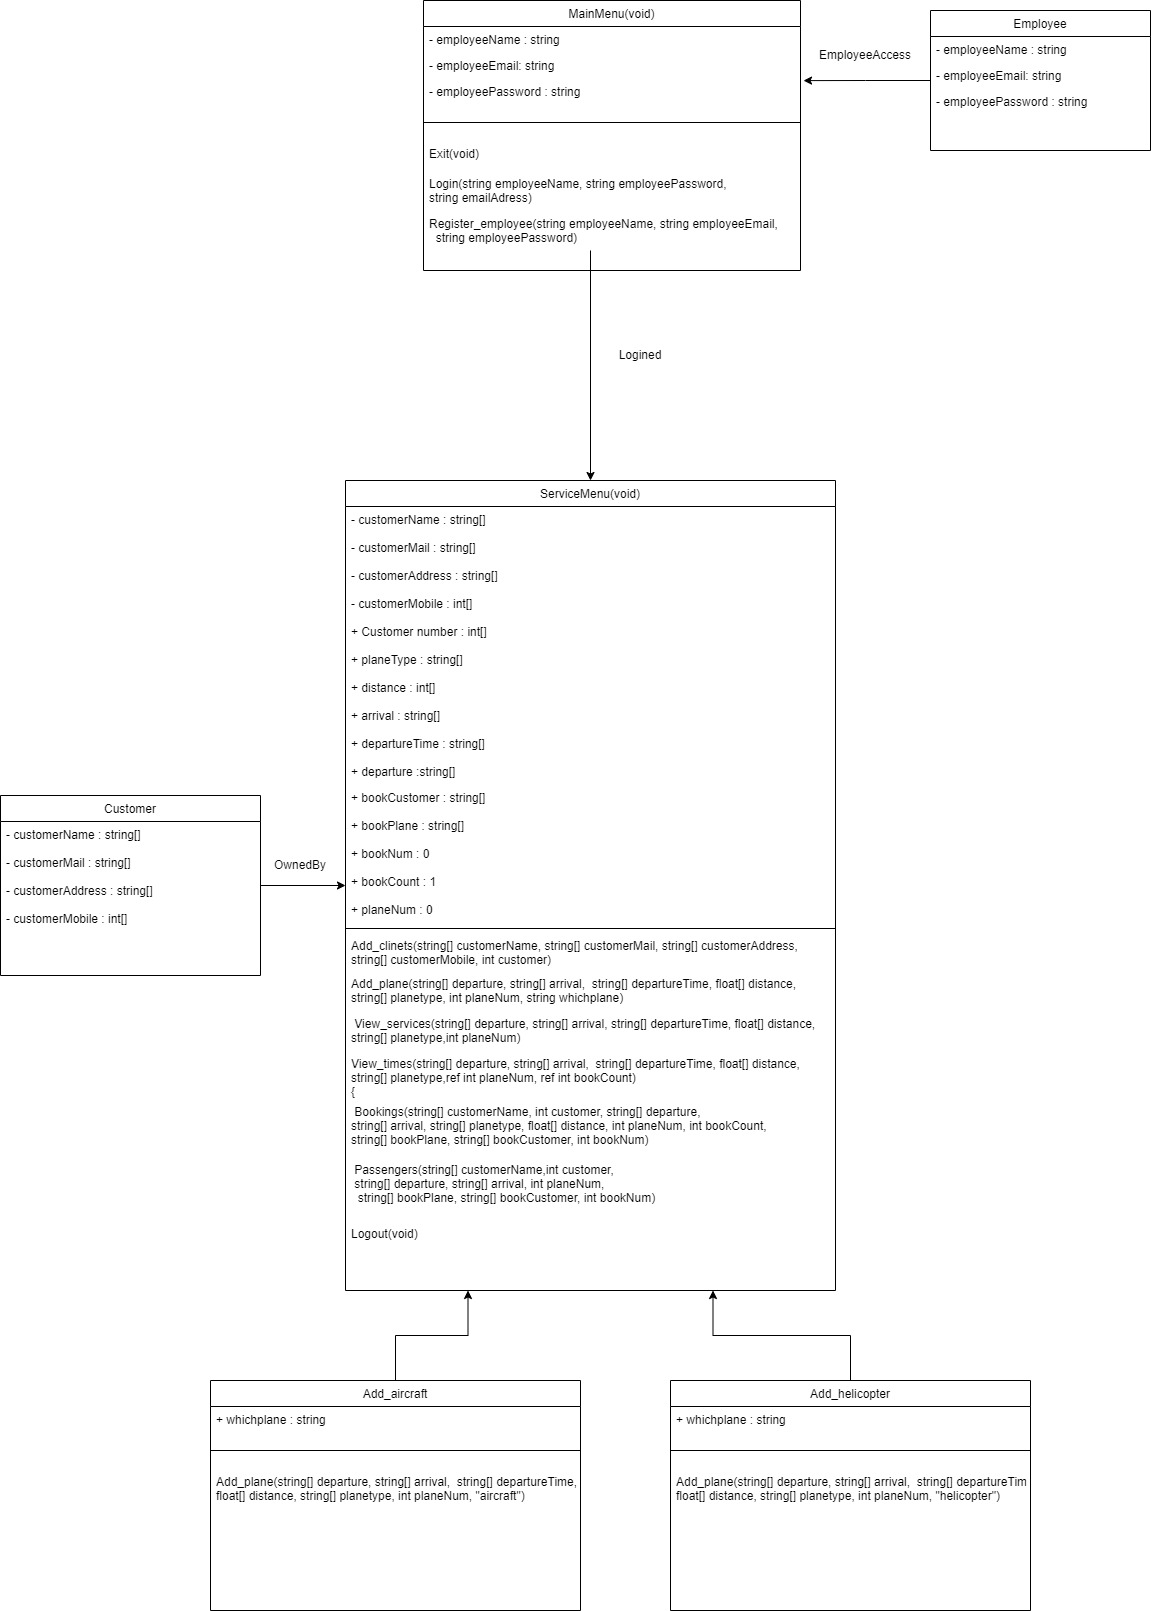 MainMenu(void)
- employeeName : string
- employeeEmail: string
- employeePassword : string
Exit(void)
Login(string employeeName, string employeePassword,
string emailAdress)
Register_employee(string employeeName, string employeeEmail,
string employeePassword)
EmployeeAccess
Employee
- employeeName : string
- employeeEmail: string
- employeePassword : string
Logined
ServiceMenu(void)
- customerName : string[]
- customerMail : string[]
- customerAddress : string[]
- customerMobile : int[]
+ Customer number : int[]
+ planeType : string[]
+ distance : int[]
+ arrival : string[]
+ departureTime : string[]
+ departure :string[]
+ bookCustomer : string[]
+ bookPlane : string[]
+ bookNum : 0
+ bookCount : 1
+ planeNum : 0
Add_clinets(string[] customerName, string[] customerMail, string[] customerAddress,
string[] customerMobile, int customer)
Add_plane(string[] departure, string[] arrival,  string[] departureTime, float[] distance,
string[] planetype, int planeNum, string whichplane)
View_services(string[] departure, string[] arrival, string[] departureTime, float[] distance,
string[] planetype,int planeNum)
View_times(string[] departure, string[] arrival,  string[] departureTime, float[] distance,
string[] planetype,ref int planeNum, ref int bookCount)
{
Bookings(string[] customerName, int customer, string[] departure,
string[] arrival, string[] planetype, float[] distance, int planeNum, int bookCount,
string[] bookPlane, string[] bookCustomer, int bookNum)
Passengers(string[] customerName,int customer,
string[] departure, string[] arrival, int planeNum,
string[] bookPlane, string[] bookCustomer, int bookNum)
Logout(void)
Customer
- customerName : string[]
- customerMail : string[]
- customerAddress : string[]
- customerMobile : int[]
OwnedBy
Add_aircraft
+ whichplane : string
Add_plane(string[] departure, string[] arrival,  string[] departureTime,
float[] distance, string[] planetype, int planeNum, "aircraft")
Add_helicopter
+ whichplane : string
Add_plane(string[] departure, string[] arrival,  string[] departureTim
float[] distance, string[] planetype, int planeNum, "helicopter")